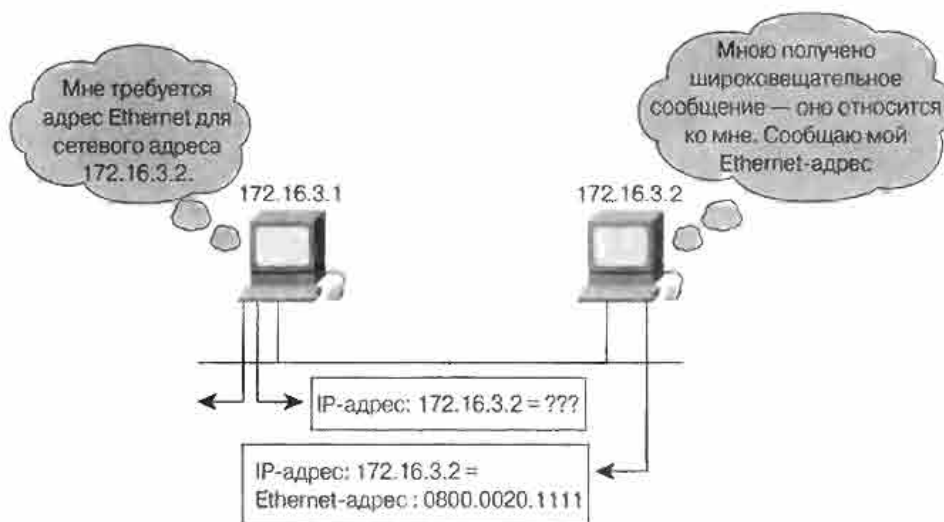 Мне требуется
адрес Ethernet для
сетевого адреса
172.16.3.2.
Мною получено
широковещательное
сообщение — оно относится
ко мне. Сообщаю мой
Ethernet-адрес
172.16.3.1
172.16.3.2
IP-адрес: 172.16.3.2 = ???
IP-адрес: 172.16.3.2 =
Ethernet-адрес : 0800.0020.1111